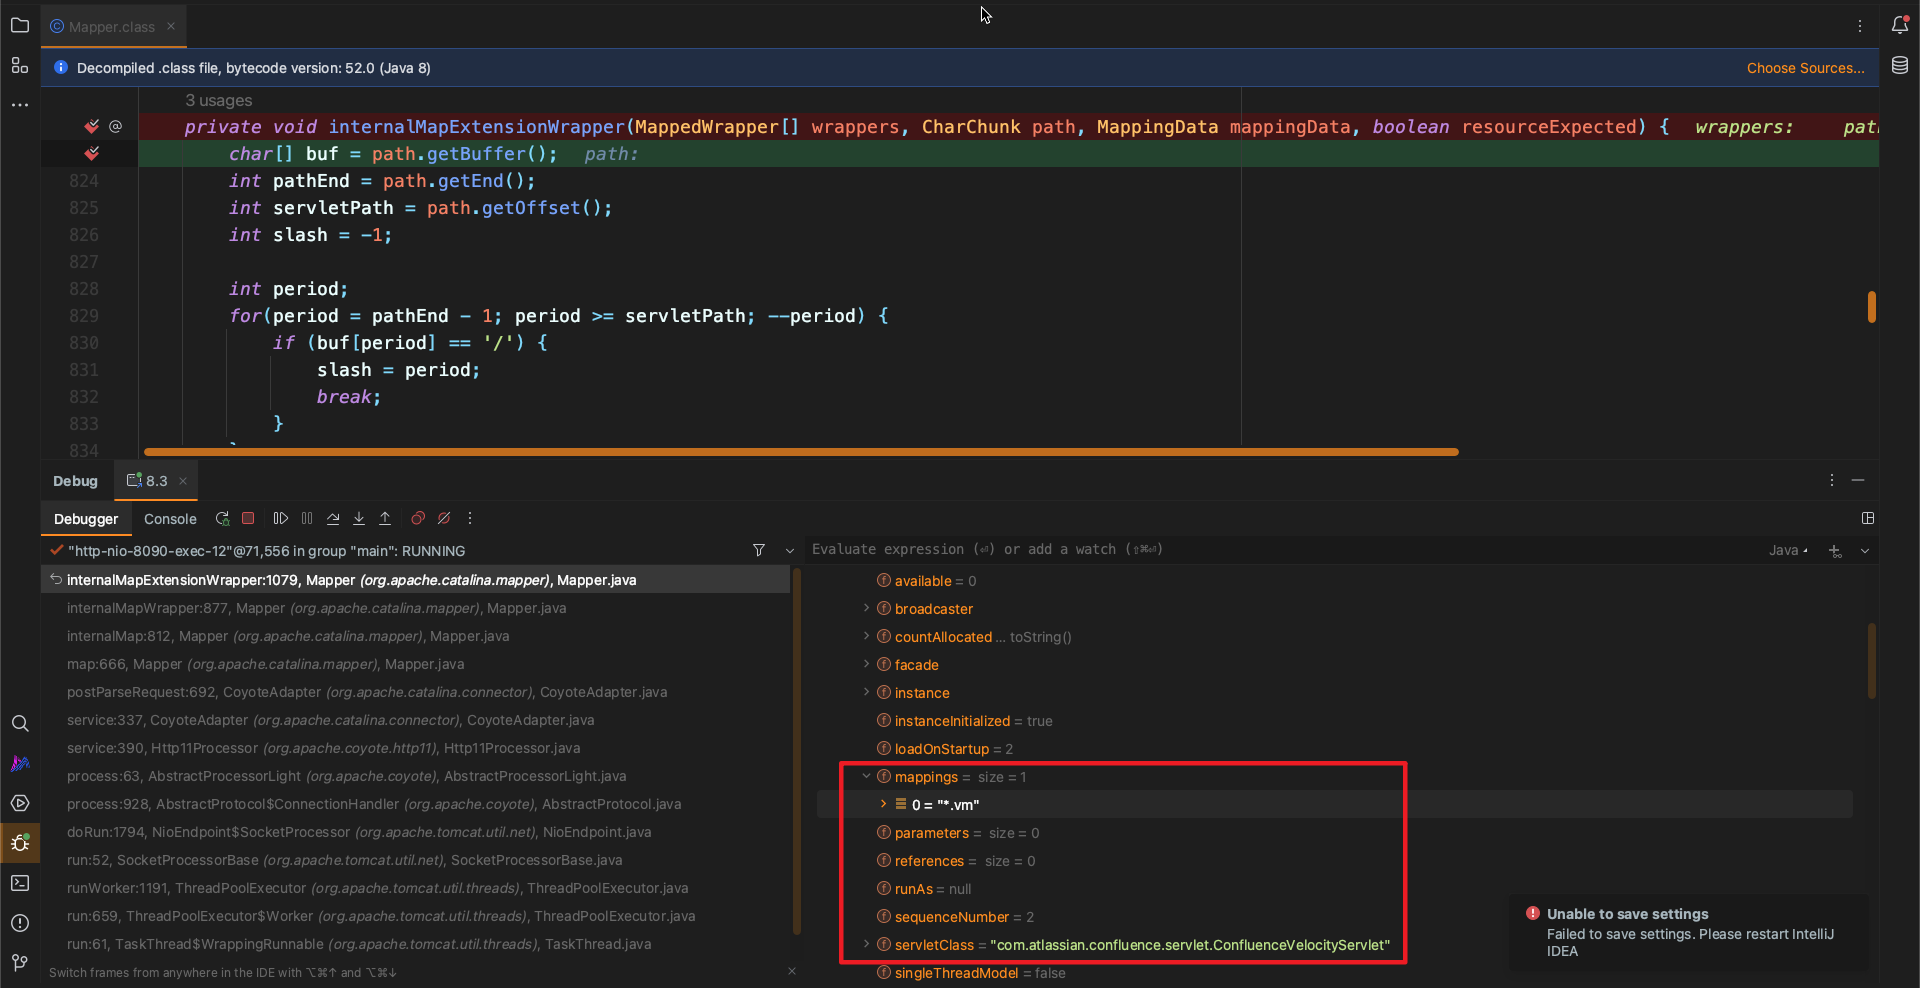 Mapper.class
Decompiled .class file, bytecode version: 52.0 (Java 8)
Choose Sources...
3 usages
private void internalMapExtensionWrapper(MappedWrapper[] wrappers, CharChunk path, MappingData mappingData, boolean resourceExpected) { wrappers: pat
char[] buf = path.getBuffer(); path:
824 int pathEnd = path.getEnd();
825 int servletPath = path.getOffset();
826 int slash = -1;
827
828 int period;
829 for(period = pathEnd - 1; period >= servletPath; --period) {
830 if (buf[period] == '/') {
831 slash = period;
832 break;
833 }
834
Debug
8.3
Debugger
Console
"http-nio-8090-exec-12"@71,556 in group "main": RUNNING
internalMapExtensionWrapper:1079, Mapper (org.apache.catalina.mapper), Mapper.java
internalMapWrapper:877, Mapper (org.apache.catalina.mapper), Mapper.java
internalMap:812, Mapper (org.apache.catalina.mapper), Mapper.java
map:666, Mapper (org.apache.catalina.mapper), Mapper.java
postParseRequest:692, CoyoteAdapter (org.apache.catalina.connector), CoyoteAdapter.java
service:337, CoyoteAdapter (org.apache.catalina.connector), CoyoteAdapter.java
service:390, Http11Processor (org.apache.coyote.http11), Http11Processor.java
process:63, AbstractProcessorLight (org.apache.coyote), AbstractProcessorLight.java
process:928, AbstractProtocol$ConnectionHandler (org.apache.coyote), AbstractProtocol.java
doRun:1794, NioEndpoint$SocketProcessor (org.apache.tomcat.util.net), NioEndpoint.java
run:52, SocketProcessorBase (org.apache.tomcat.util.net), SocketProcessorBase.java
runWorker:1191, ThreadPoolExecutor (org.apache.tomcat.util.threads), ThreadPoolExecutor.java
run:659, ThreadPoolExecutor$Worker (org.apache.tomcat.util.threads), ThreadPoolExecutor.java
run:61, TaskThread$WrappingRunnable (org.apache.tomcat.util.threads), TaskThread.java
Switch frames from anywhere in the IDE with ⌥⌘↑ and ⌥⌘↓
Evaluate expression (⏎) or add a watch (⇧⌘⏎)
Java
available = 0
broadcaster
countAllocated ... toString()
facade
instance
instanceInitialized = true
loadOnStartup = 2
mappings = size = 1
0 = "*.vm"
parameters = size = 0
references = size = 0
runAs = null
sequenceNumber = 2
servletClass = "com.atlassian.confluence.servlet.ConfluenceVelocityServlet"
singleThreadModel = false
Unable to save settings
Failed to save settings. Please restart IntelliJ
IDEA